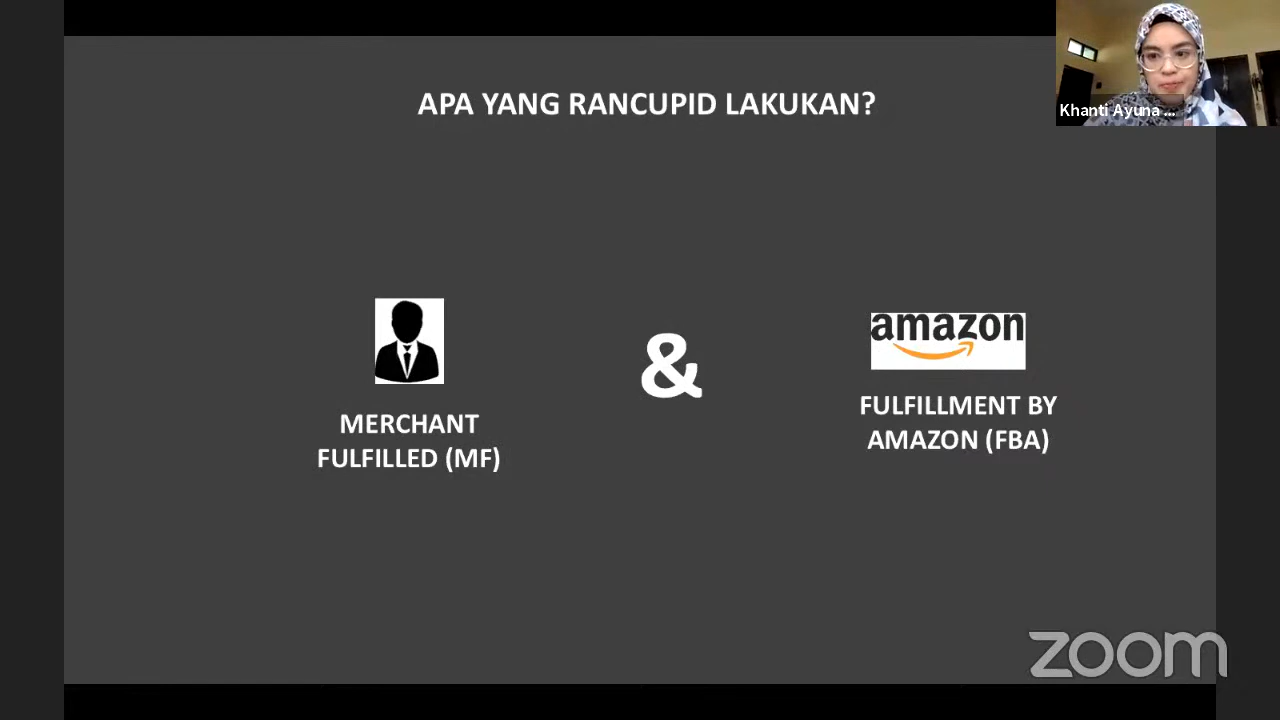 APA YANG RANCUPID LAKUKAN?
Khanti Ayuna ...
amazon
&
MERCHANT
FULFILLED (MF)
FULFILLMENT BY
AMAZON (FBA)
zoom